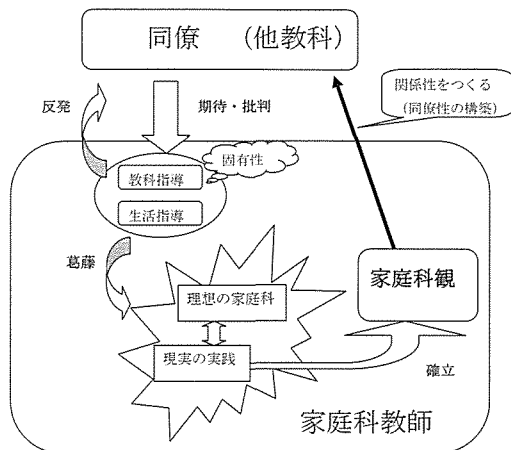 同僚 (他教科)
反発
期待・批判
関係性をつくる
(同僚性の構築)
固有性
教科指導
生活指導
葛藤
理想の家庭科
家庭科観
現実の実践
確立
家庭科教師